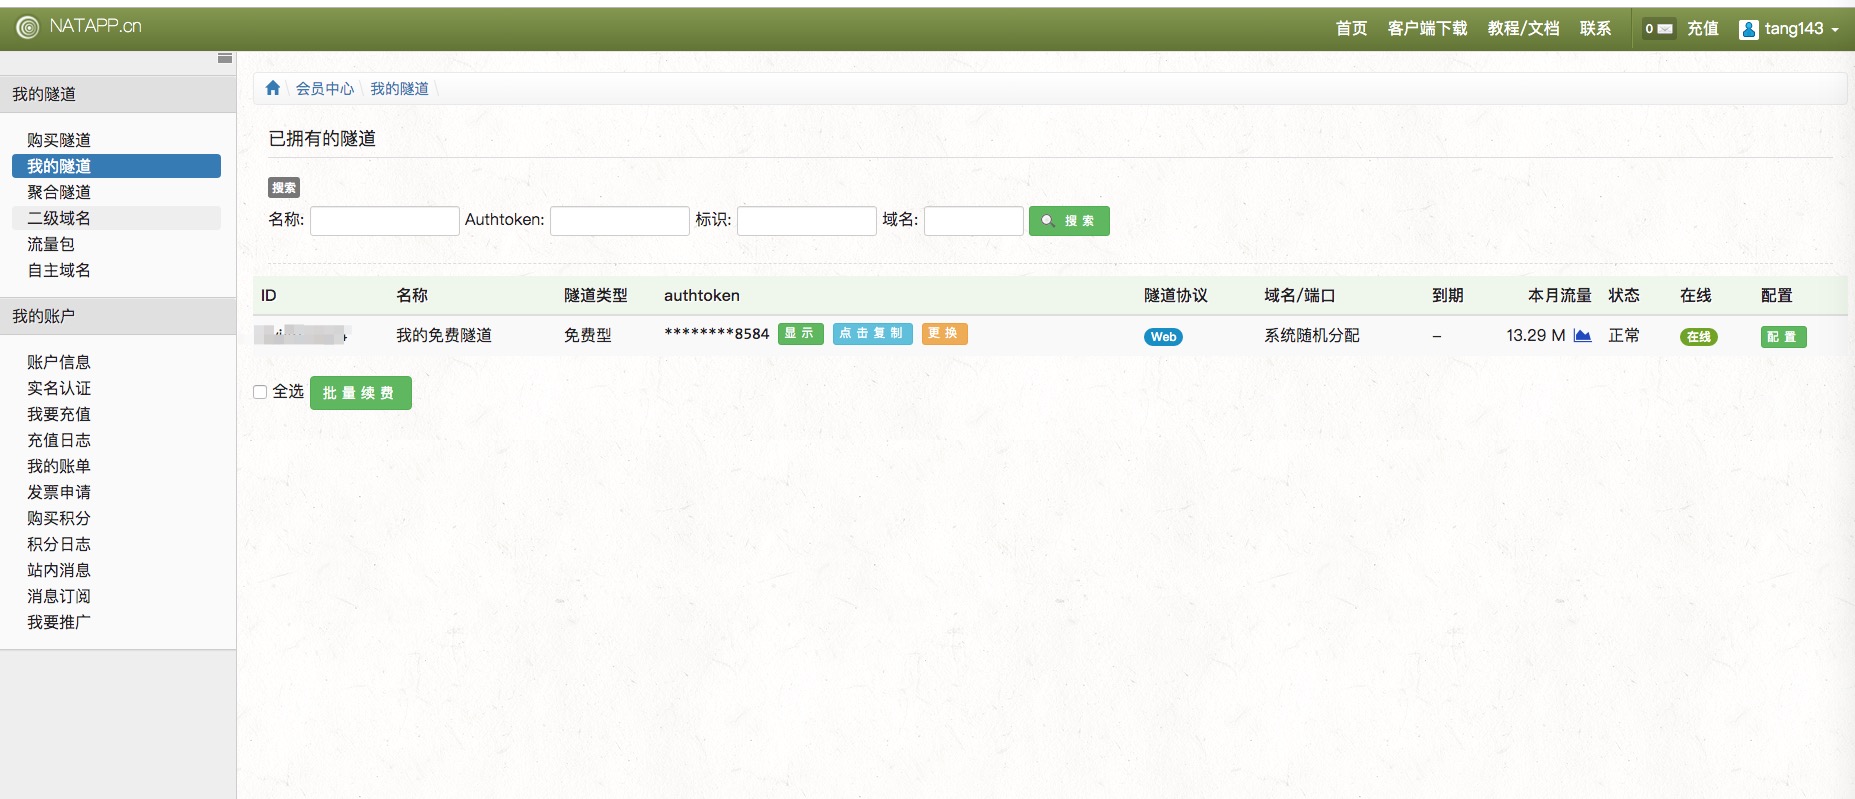 NATAPP.cn
首页 客户端下载 教程/文档 联系 0 充值 tang143
我的隧道
购买隧道
我的隧道
聚合隧道
二级域名
流量包
自主域名
我的账户
账户信息
实名认证
我要充值
充值日志
我的账单
发票申请
购买积分
积分日志
站内消息
消息订阅
我要推广
会员中心 我的隧道
已拥有的隧道
搜索
名称: Authtoken: 标识: 域名: 搜索
ID 名称 隧道类型 authtoken 隧道协议 域名/端口 到期 本月流量 状态 在线 配置
我的免费隧道 免费型 ********8584 显示 点击复制 更换 Web 系统随机分配 – 13.29 M 正常 在线 配置
全选 批量续费